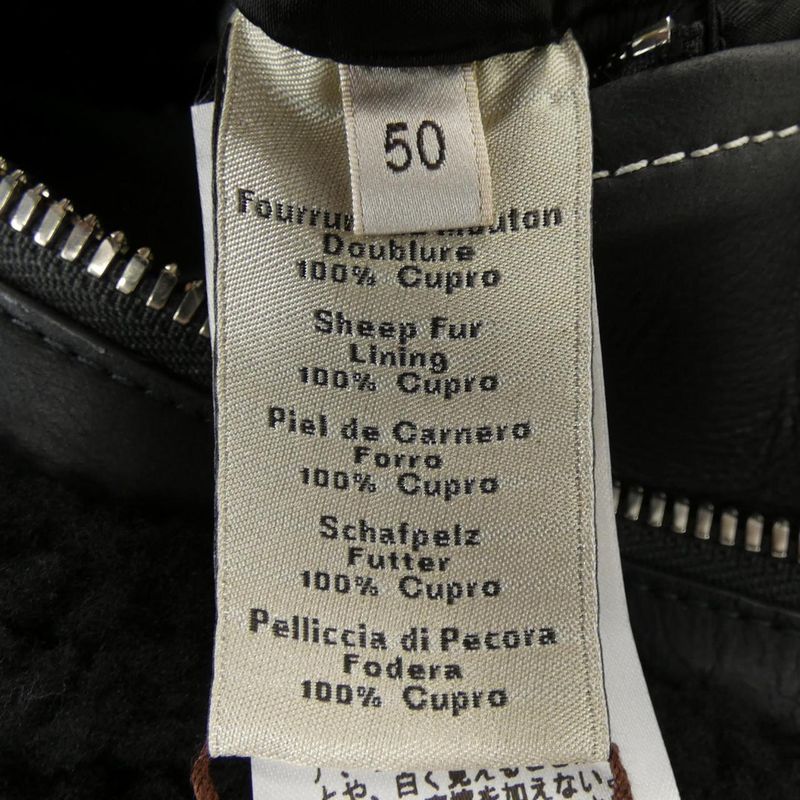 50
Mouton
Doublure
100% Cupro
Sheep Fur
Lining
100% Cupro
Piel de Carnero
Forro
100% Cupro
Schafpelz
Futter
100% Cupro
Pelliccia di Pecora
Fodera
100% Cupro